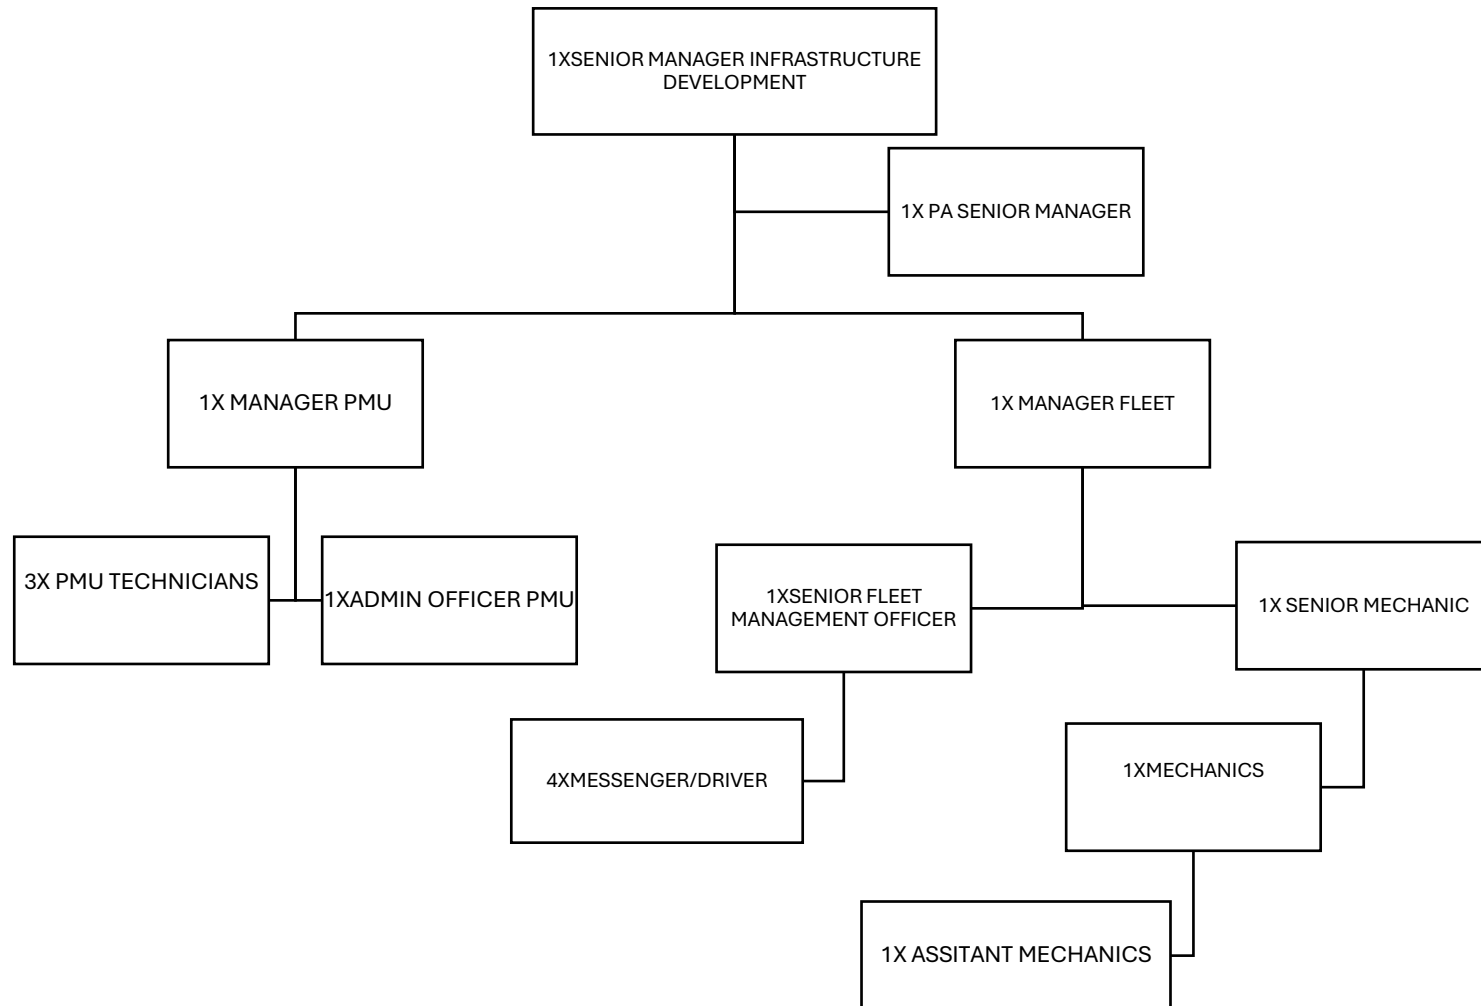 1XSENIOR MANAGER INFRASTRUCTURE
DEVELOPMENT
1X PA SENIOR MANAGER
1X MANAGER PMU
1X MANAGER FLEET
3X PMU TECHNICIANS
1XADMIN OFFICER PMU
1XSENIOR FLEET
MANAGEMENT OFFICER
1X SENIOR MECHANIC
4XMESSENGER/DRIVER
1XMECHANICS
1X ASSITANT MECHANICS